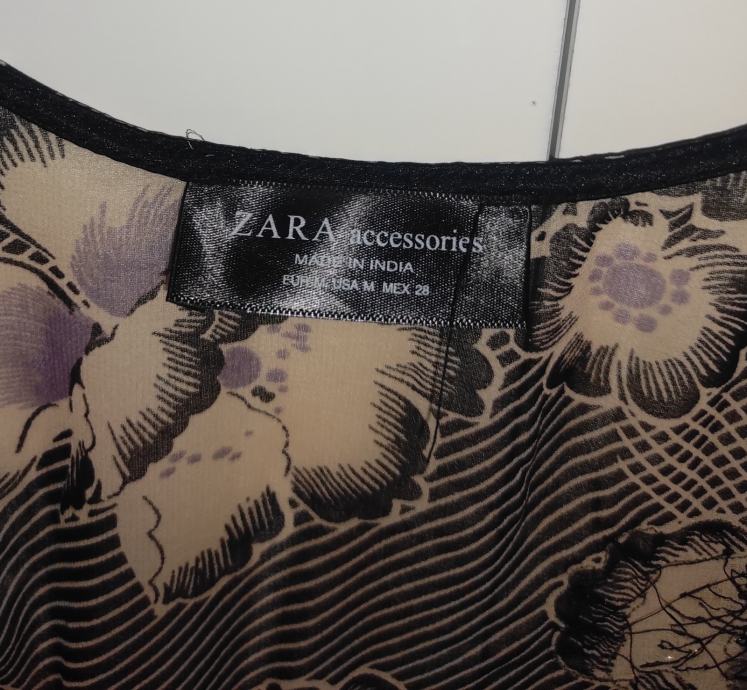 ZARA accessories
MADE IN INDIA
EUR M USA M MEX 28